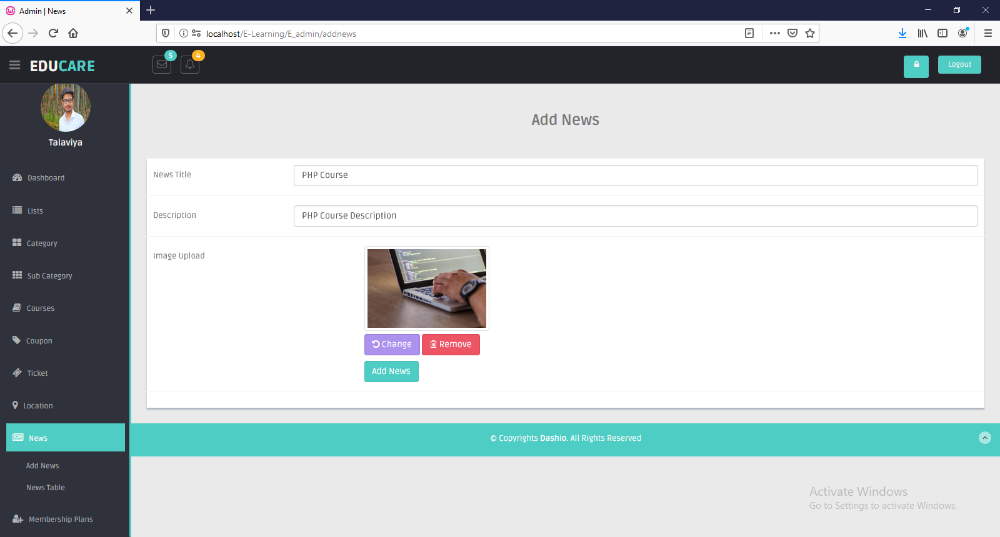 Admin | News
localhost/E-Learning/E_admin/addnews
EDUCARE
5
4
Logout
Talaviya
Dashboard
Lists
Category
Sub Category
Courses
Coupon
Ticket
Location
News
Add News
News Table
Membership Plans
Add News
News Title
PHP Course
Description
PHP Course Description
Image Upload
Change
Remove
Add News
© Copyrights Dashio. All Rights Reserved
Activate Windows
Go to Settings to activate Windows.